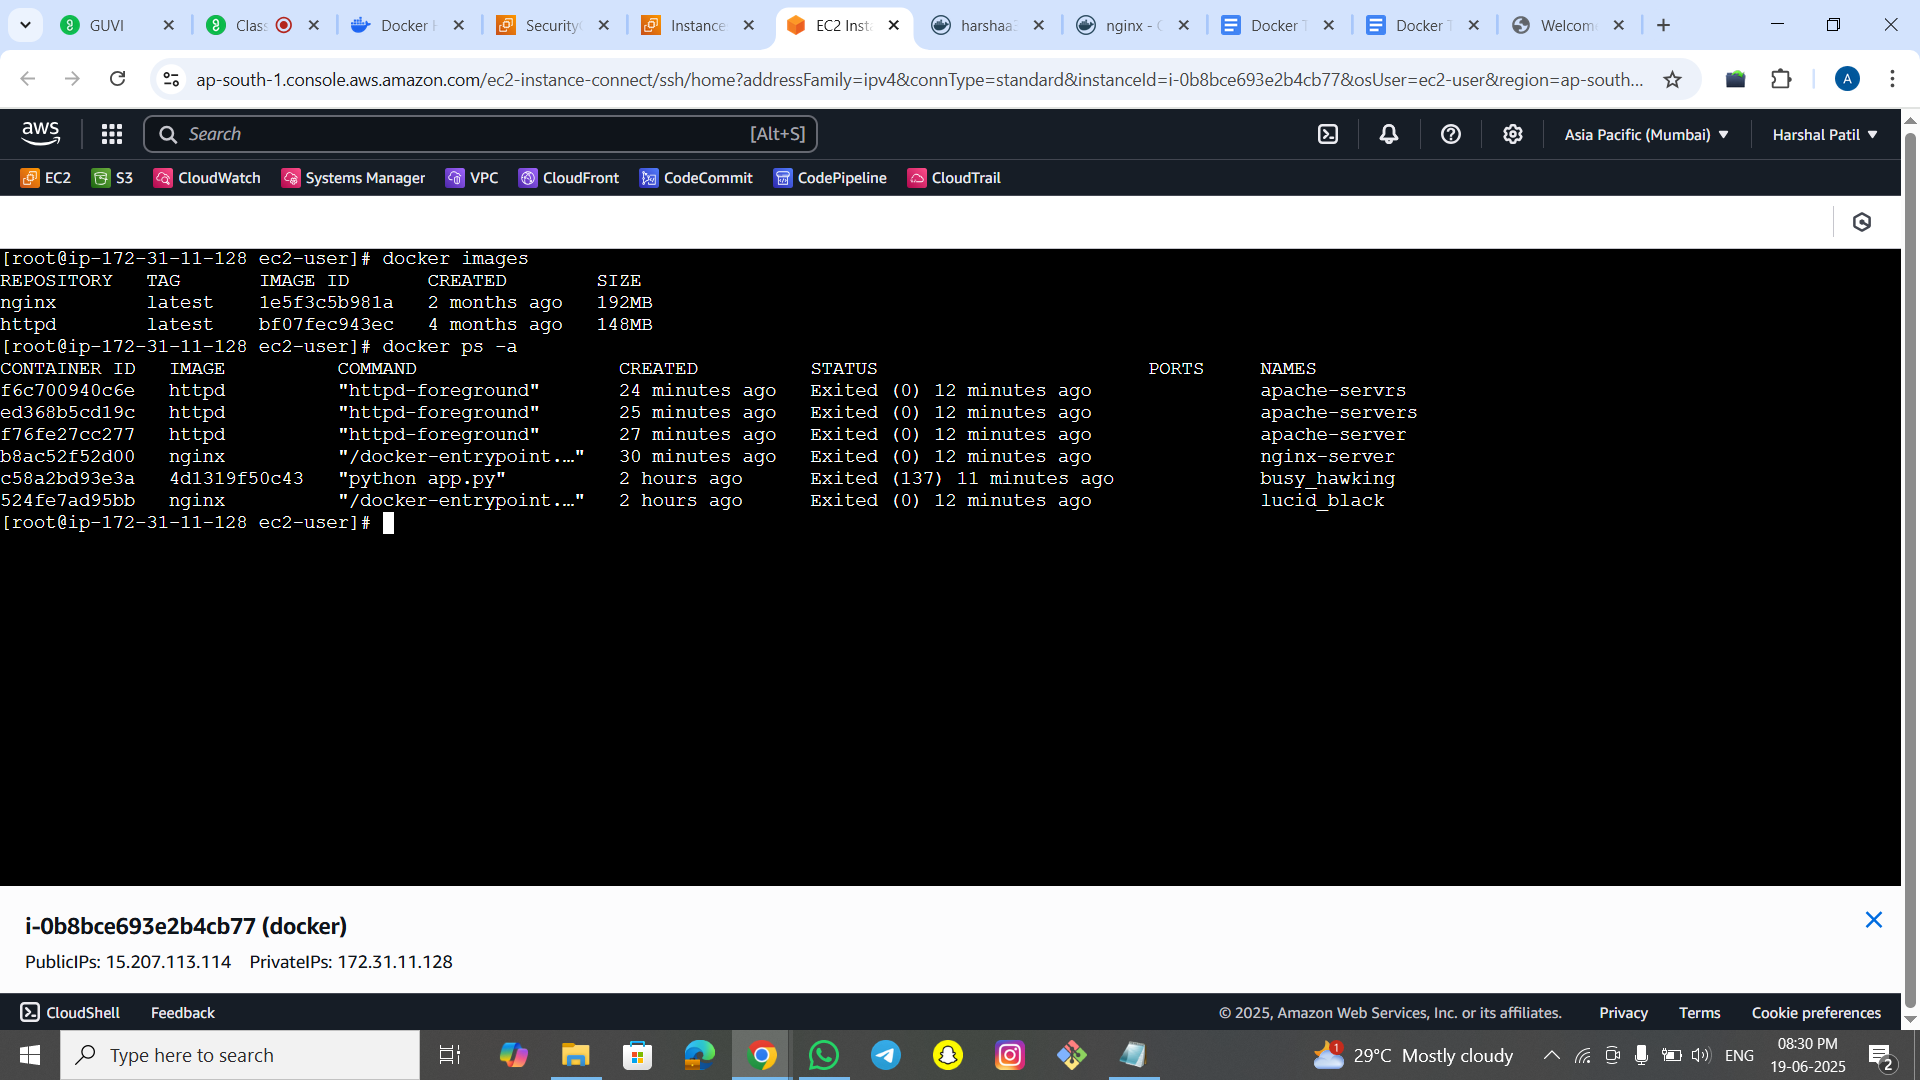 GUVI
Class
Docker H
Security
Instance
EC2 Inst
harshaa
nginx - 
Docker T
Docker T
Welcom
ap-south-1.console.aws.amazon.com/ec2-instance-connect/ssh/home?addressFamily=ipv4&connType=standard&instanceId=i-0b8bce693e2b4cb77&osUser=ec2-user&region=ap-south...
A
aws
Search
[Alt+S]
Asia Pacific (Mumbai)
Harshal Patil
EC2
S3
CloudWatch
Systems Manager
VPC
CloudFront
CodeCommit
CodePipeline
CloudTrail
[root@ip-172-31-11-128 ec2-user]# docker images
REPOSITORY TAG IMAGE ID CREATED SIZE
nginx latest 1e5f3c5b981a 2 months ago 192MB
httpd latest bf07fec943ec 4 months ago 148MB
[root@ip-172-31-11-128 ec2-user]# docker ps -a
CONTAINER ID IMAGE COMMAND CREATED STATUS PORTS NAMES
f6c700940c6e httpd "httpd-foreground" 24 minutes ago Exited (0) 12 minutes ago apache-servrs
ed368b5cd19c httpd "httpd-foreground" 25 minutes ago Exited (0) 12 minutes ago apache-servers
f76fe27cc277 httpd "httpd-foreground" 27 minutes ago Exited (0) 12 minutes ago apache-server
b8ac52f52d00 nginx "/docker-entrypoint.…" 30 minutes ago Exited (0) 12 minutes ago nginx-server
c58a2bd93e3a 4d1319f50c43 "python app.py" 2 hours ago Exited (137) 11 minutes ago busy_hawking
524fe7ad95bb nginx "/docker-entrypoint.…" 2 hours ago Exited (0) 12 minutes ago lucid_black
[root@ip-172-31-11-128 ec2-user]#
i-0b8bce693e2b4cb77 (docker)
PublicIPs: 15.207.113.114 PrivateIPs: 172.31.11.128
CloudShell
Feedback
© 2025, Amazon Web Services, Inc. or its affiliates.
Privacy
Terms
Cookie preferences
Type here to search
1
29°C Mostly cloudy
ENG
08:30 PM
19-06-2025
2